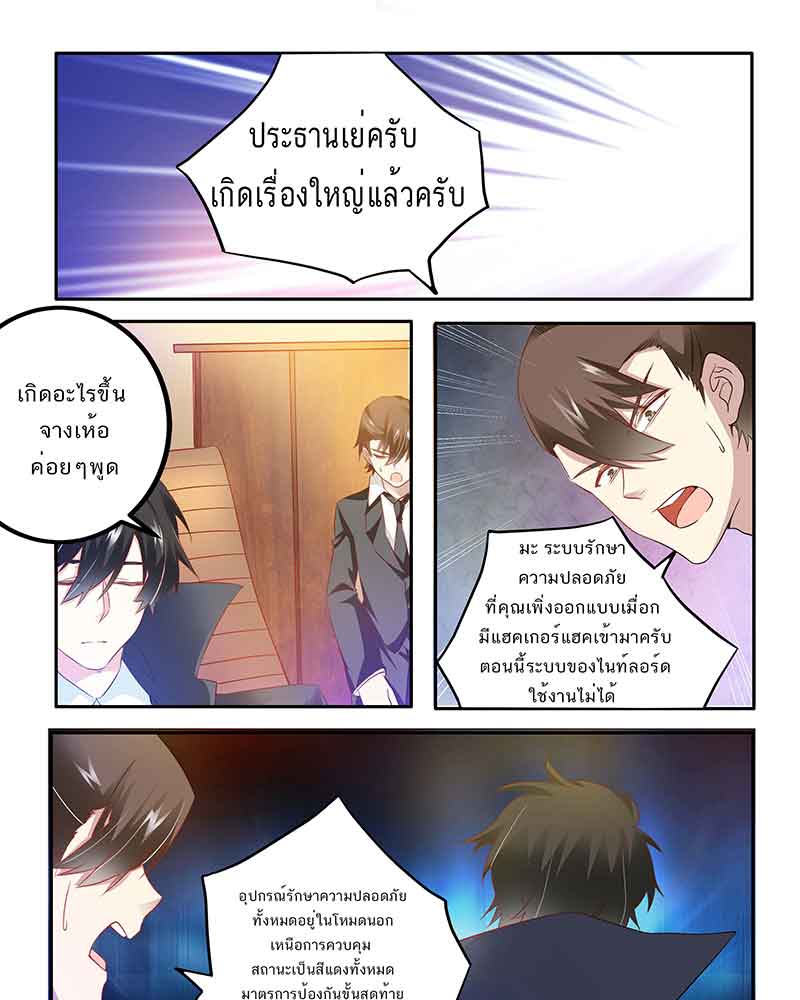 ประธานเย่ครับ
เกิดเรื่องใหญ่แล้วครับ
เกิดอะไรขึ้น
จางเห้อ
ค่อยๆพูด
มะ ระบบรักษา
ความปลอดภัย
ที่คุณเพิ่งออกแบบเมื่อก
มีแฮคเกอร์แฮคเข้ามาครับ
ตอนนี้ระบบของไนท์ลอร์ด
ใช้งานไม่ได้
อุปกรณ์รักษาความปลอดภัย
ทั้งหมดอยู่ในโหมดนอก
เหนือการควบคุม
สถานะเป็นสีแดงทั้งหมด
มาตรการป้องกันขั้นสุดท้าย